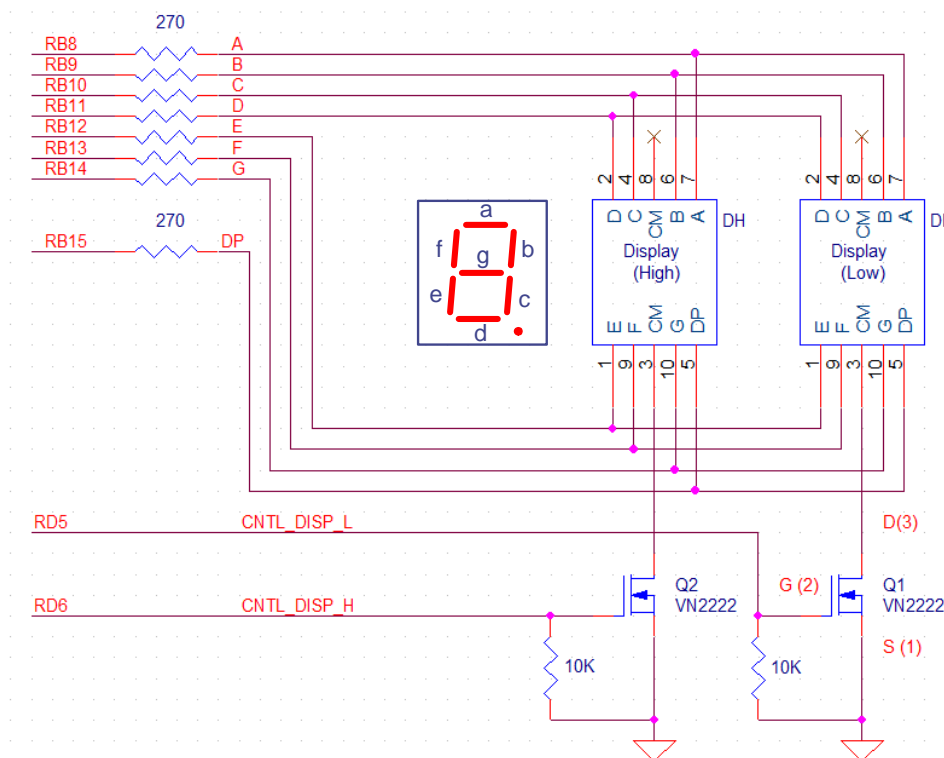 270
RB8 A
RB9 B
RB10 C
RB11 D
RB12 E
RB13 F
RB14 G
270
RB15 DP
a
f
g
b
e
c
d
2 4 8 6 7
D C CM B A
DH
Display
(High)
E F CM G DP
1 9 3 10 5
2 4 8 6 7
D C CM B A
Display
(Low)
E F CM G DP
1 9 3 10 5
RD5 CNTL_DISP_L
D(3)
RD6 CNTL_DISP_H
Q2
VN2222
G (2)
Q1
VN2222
S (1)
10K
10K